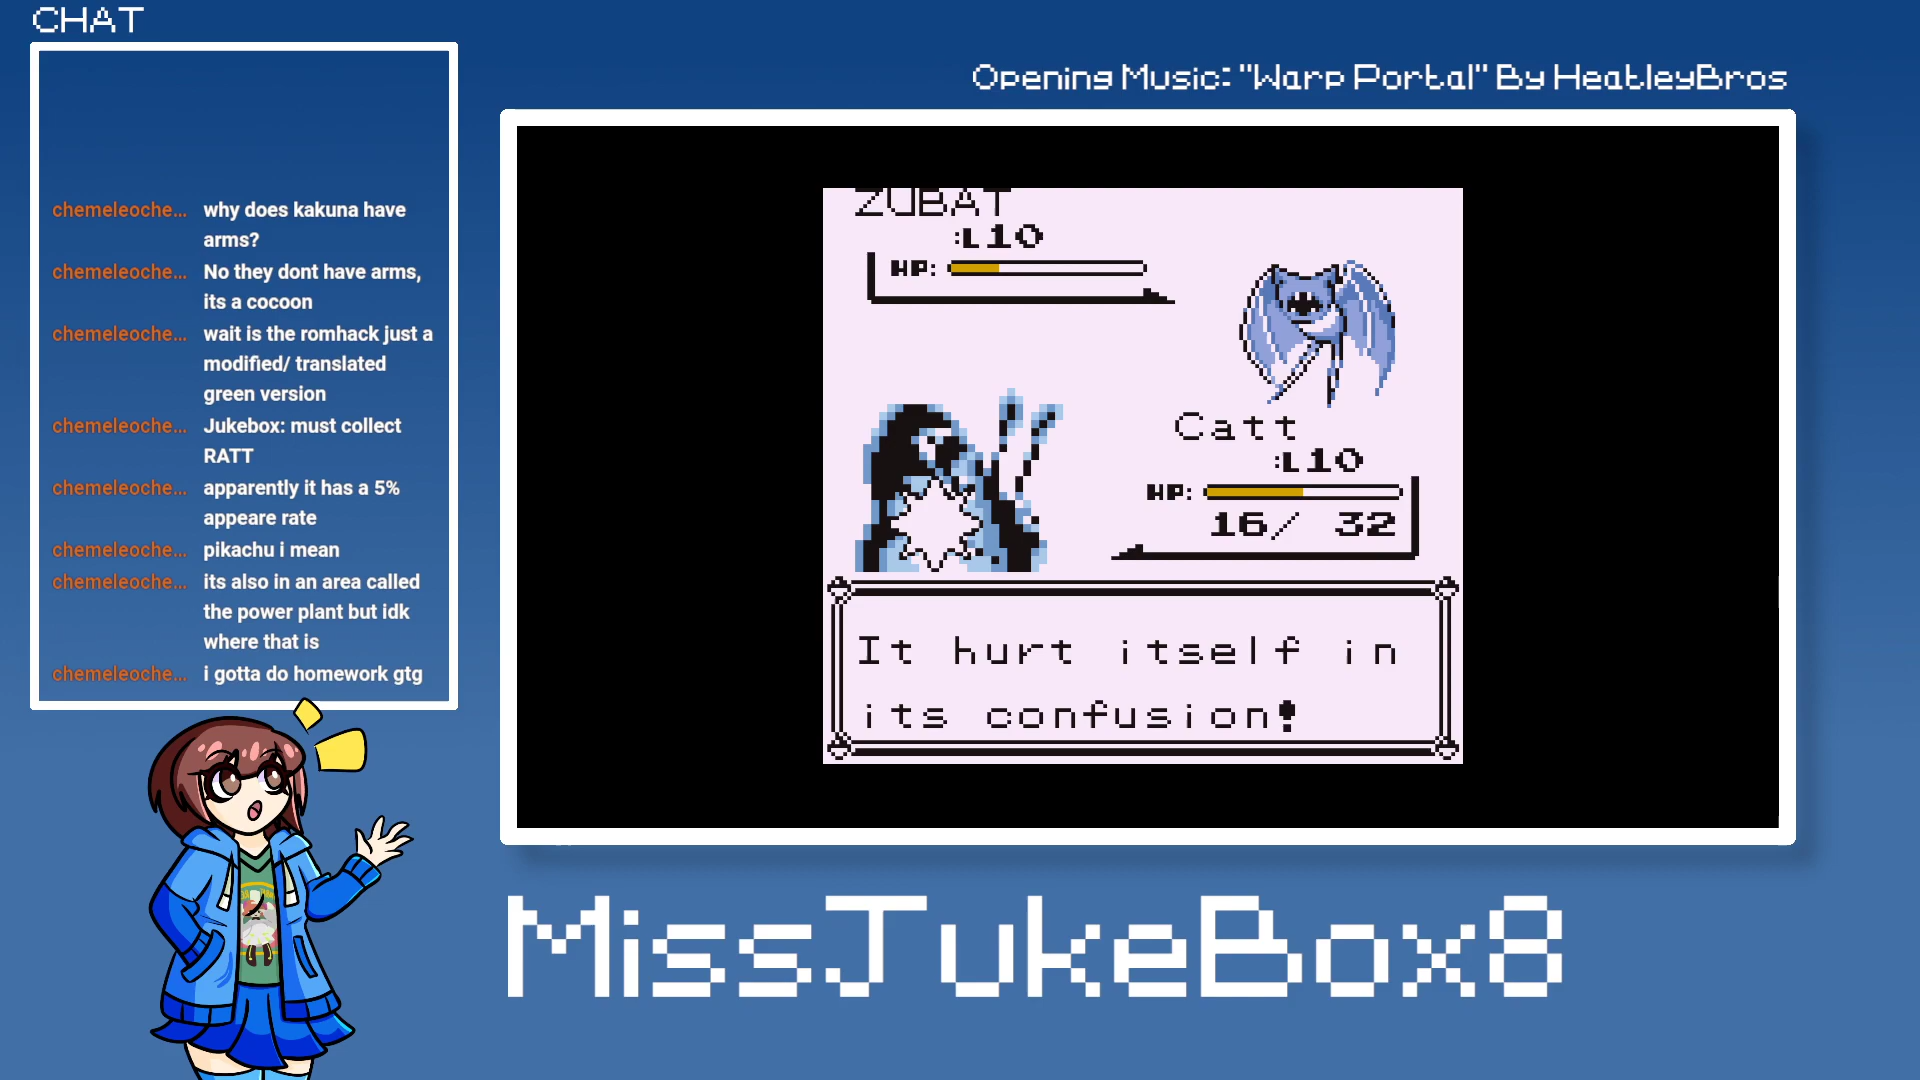 CHAT
Opening Music: "Warp Portal" By HeatleyBros
chemeleoche... why does kakuna have
arms?
chemeleoche... No they dont have arms,
its a cocoon
chemeleoche... wait is the romhack just a
modified/ translated
green version
chemeleoche... Jukebox: must collect
RATT
chemeleoche... apparently it has a 5%
appeare rate
chemeleoche... pikachu i mean
chemeleoche... its also in an area called
the power plant but idk
where that is
chemeleoche... i gotta do homework gtg
ZUBAT
:L10
HP:
Catt
:L10
HP:
16/ 32
It hurt itself in
its confusion!
MissJukeBox8